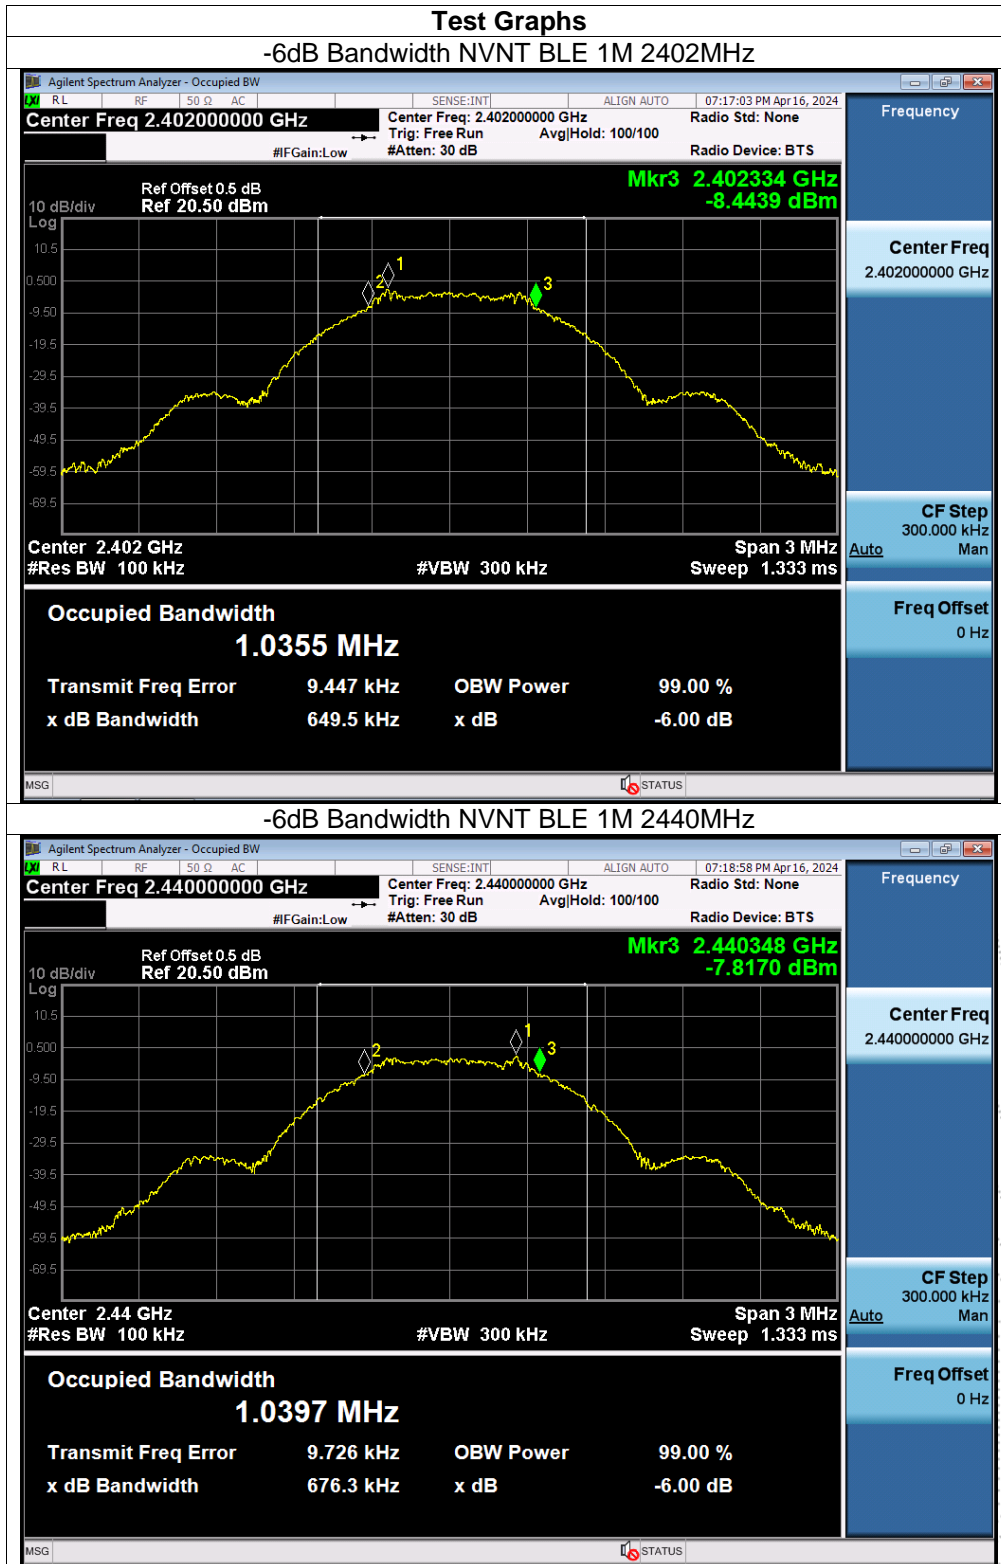 Test Graphs
-6dB Bandwidth NVNT BLE 1M 2402MHz
Agilent Spectrum Analyzer - Occupied BW
LXI RL RF 50 Ω AC SENSE:INT ALIGN AUTO 07:17:03 PM Apr 16, 2024
Center Freq 2.402000000 GHz
Center Freq: 2.402000000 GHz
Radio Std: None
Trig: Free Run Avg|Hold: 100/100
#IFGain:Low #Atten: 30 dB Radio Device: BTS
Frequency
Mkr3 2.402334 GHz
-8.4439 dBm
Ref Offset 0.5 dB
10 dB/div Ref 20.50 dBm
Log
10.5
0.500
-9.50
-19.5
-29.5
-39.5
-49.5
-59.5
-69.5
1
2
3
Center Freq
2.402000000 GHz
CF Step
300.000 kHz
Auto Man
Freq Offset
0 Hz
Center 2.402 GHz Span 3 MHz
#Res BW 100 kHz #VBW 300 kHz Sweep 1.333 ms
Occupied Bandwidth
1.0355 MHz
Transmit Freq Error 9.447 kHz OBW Power 99.00 %
x dB Bandwidth 649.5 kHz x dB -6.00 dB
MSG STATUS
-6dB Bandwidth NVNT BLE 1M 2440MHz
Agilent Spectrum Analyzer - Occupied BW
LXI RL RF 50 Ω AC SENSE:INT ALIGN AUTO 07:18:58 PM Apr 16, 2024
Center Freq 2.440000000 GHz
Center Freq: 2.440000000 GHz
Radio Std: None
Trig: Free Run Avg|Hold: 100/100
#IFGain:Low #Atten: 30 dB Radio Device: BTS
Frequency
Mkr3 2.440348 GHz
-7.8170 dBm
Ref Offset 0.5 dB
10 dB/div Ref 20.50 dBm
Log
10.5
0.500
-9.50
-19.5
-29.5
-39.5
-49.5
-59.5
-69.5
1
2
3
Center Freq
2.440000000 GHz
CF Step
300.000 kHz
Auto Man
Freq Offset
0 Hz
Center 2.44 GHz Span 3 MHz
#Res BW 100 kHz #VBW 300 kHz Sweep 1.333 ms
Occupied Bandwidth
1.0397 MHz
Transmit Freq Error 9.726 kHz OBW Power 99.00 %
x dB Bandwidth 676.3 kHz x dB -6.00 dB
MSG STATUS